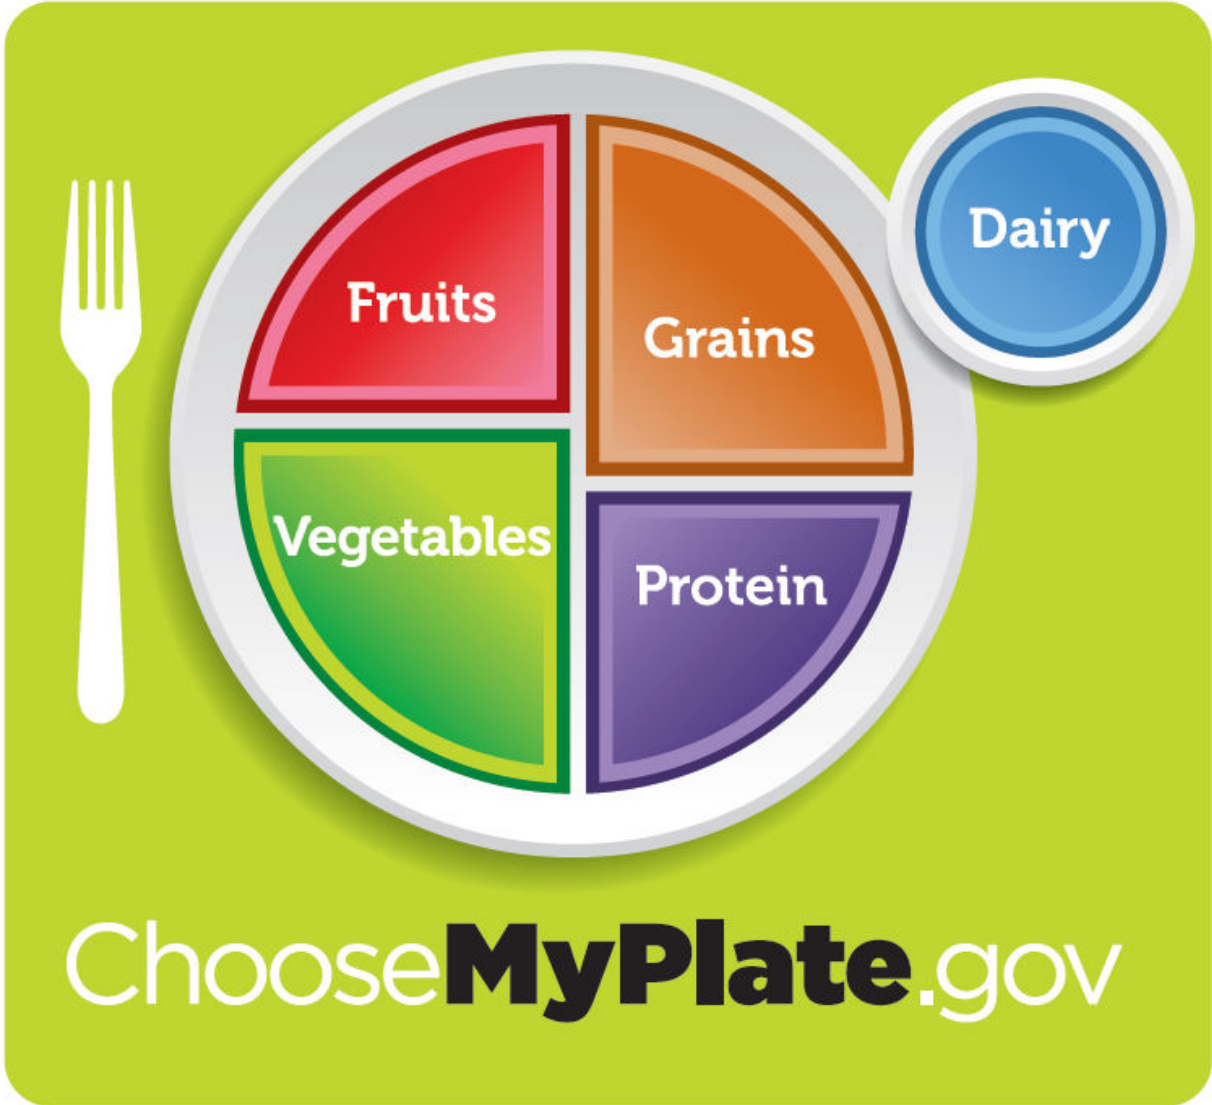 Fruits
Grains
Dairy
Vegetables
Protein
ChooseMyPlate.gov